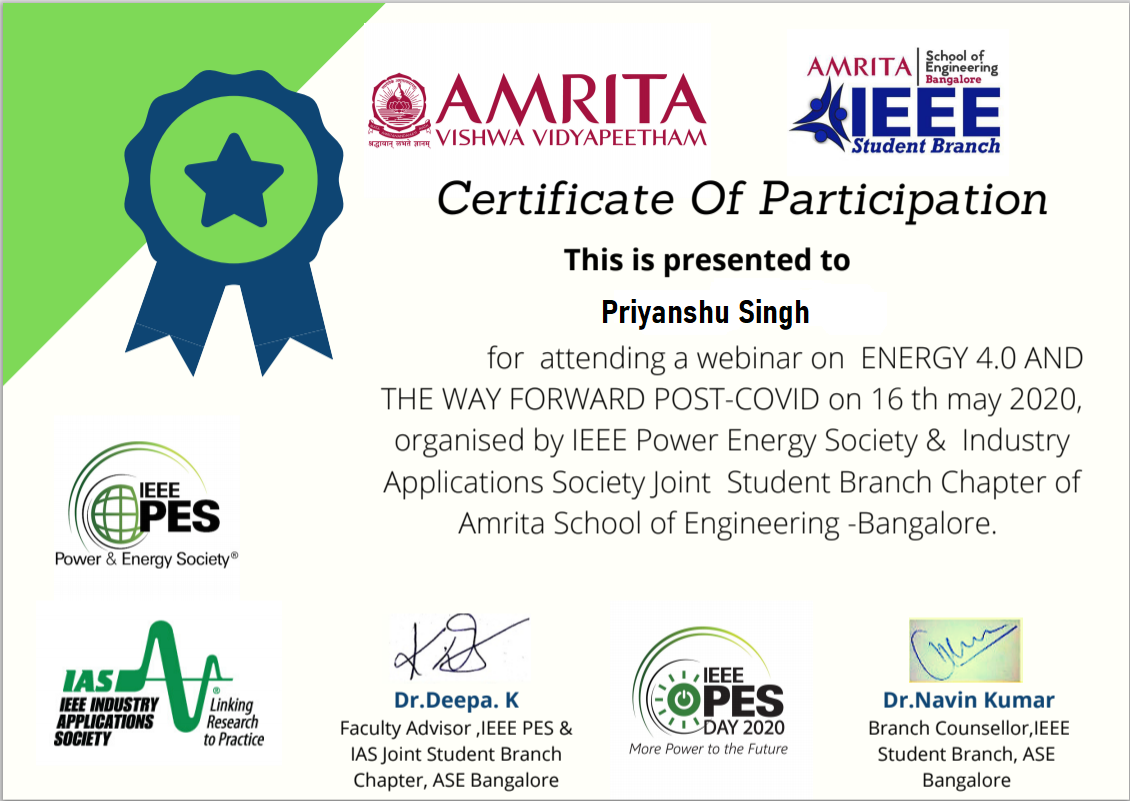 AMRITA
VISHWA VIDYAPEETHAM
श्रद्धावान् लभते ज्ञानम्
AMRITA School of
Engineering
Bangalore
IEEE
Student Branch
Certificate Of Participation
This is presented to
Priyanshu Singh
for attending a webinar on ENERGY 4.0 AND
THE WAY FORWARD POST-COVID on 16 th may 2020,
organised by IEEE Power Energy Society & Industry
Applications Society Joint Student Branch Chapter of
Amrita School of Engineering -Bangalore.
IEEE
PES
Power & Energy Society®
IAS
IEEE INDUSTRY
APPLICATIONS
SOCIETY
®
Linking
Research
to Practice
Dr.Deepa. K
Faculty Advisor ,IEEE PES &
IAS Joint Student Branch
Chapter, ASE Bangalore
IEEE
PES
DAY 2020
More Power to the Future
Dr.Navin Kumar
Branch Counsellor,IEEE
Student Branch, ASE
Bangalore